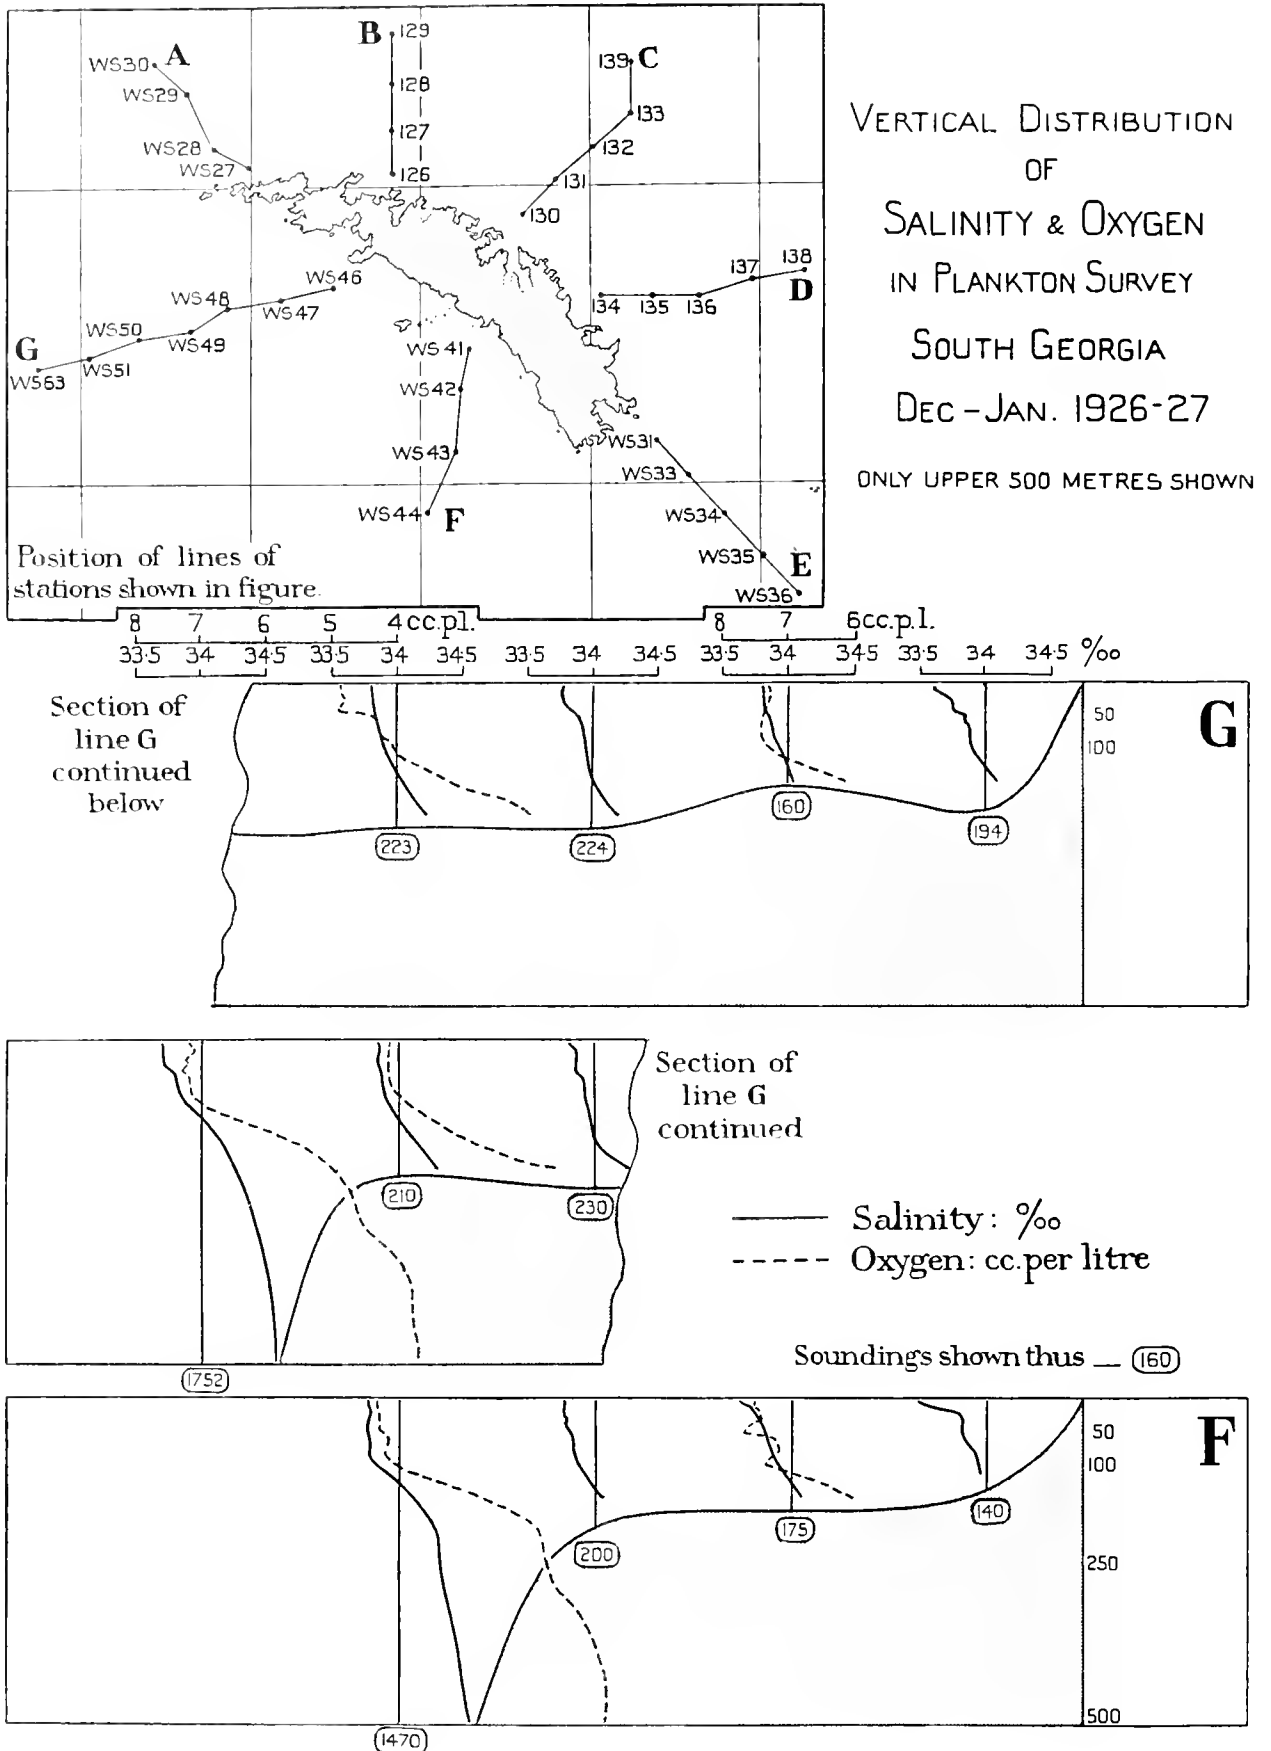 A
WS30
WS29
WS28
WS27
B
129
128
127
126
139 C
133
132
131
130
WS46
WS48
WS47
WS50
WS49
G
WS51
WS63
WS41
WS42
WS43
WS44 F
137 138
134 135 136 D
WS31
WS33
WS34
WS35
E
WS36
Position of lines of
stations shown in figure.
VERTICAL DISTRIBUTION
OF
SALINITY & OXYGEN
IN PLANKTON SURVEY
SOUTH GEORGIA
DEC-JAN. 1926-27
ONLY UPPER 500 METRES SHOWN
8 7 6 5 4 cc.p.l. 8 7 6 cc.p.l.
33·5 34 34·5 33·5 34 34·5 33·5 34 34·5 33·5 34 34·5 33·5 34 34·5 ‰
Section of
line G
continued
below
50
100
G
223
224
160
194
Section of
line G
continued
210
230
1752
Salinity: ‰
Oxygen: cc.per litre
Soundings shown thus — 160
50
100
250
500
F
200
175
140
1470